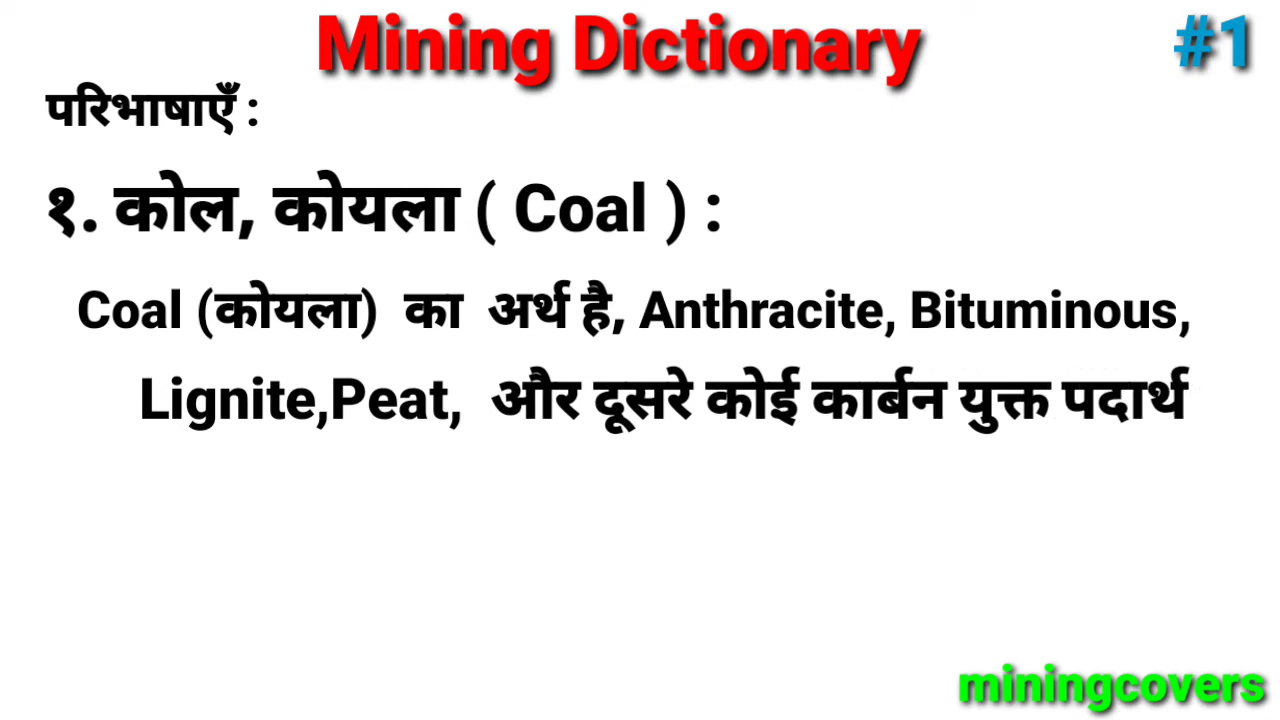 Mining Dictionary
#1
परिभाषाएँ :
१. कोल, कोयला ( Coal ) :
Coal (कोयला) का अर्थ है, Anthracite, Bituminous,
Lignite,Peat, और दूसरे कोई कार्बन युक्त पदार्थ
miningcovers